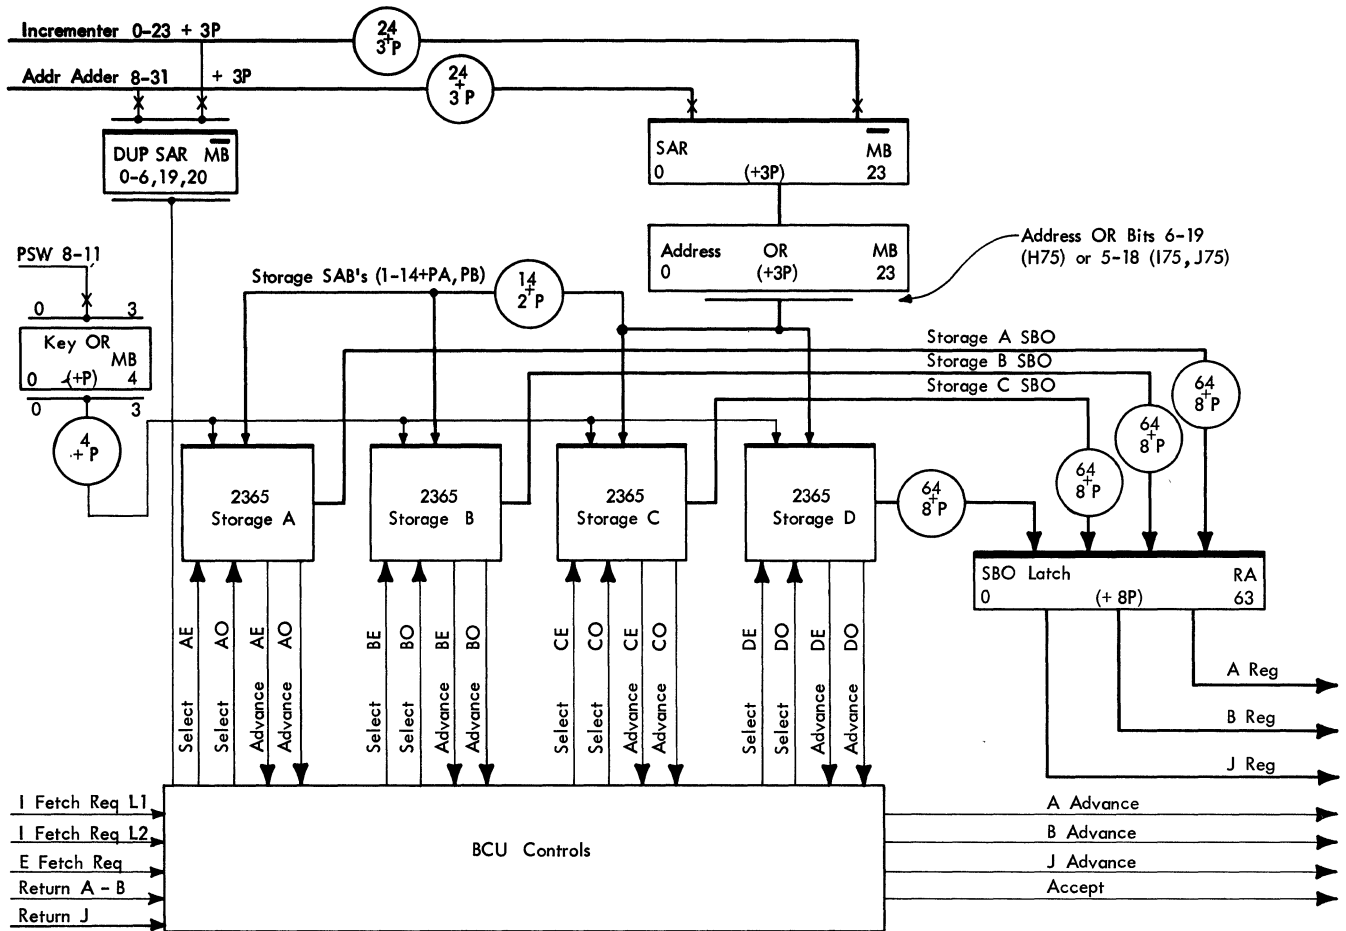 Incrementer 0-23 + 3P
24
+
3 P
Addr Adder 8-31 + 3P
24
+
3 P
DUP SAR MB
0-6,19,20
SAR MB
0 (+3P) 23
Address OR MB
0 (+3P) 23
Address OR Bits 6-19
(H75) or 5-18 (I75,J75)
PSW 8-11
0 3
Key OR
MB
0 (+P) 4
0 3
4
+ P
Storage SAB's (1-14+PA,PB)
14
+
2 P
Storage A SBO
Storage B SBO
Storage C SBO
64
+
8 P
64
+
8 P
64
+
8 P
64
+
8 P
2365
Storage A
2365
Storage B
2365
Storage C
2365
Storage D
SBO Latch RA
0 (+ 8P) 63
Select AE
Select AO
Advance AE
Advance AO
Select BE
Select BO
Advance BE
Advance BO
Select CE
Select CO
Advance CE
Advance CO
Select DE
Select DO
Advance DE
Advance DO
A Reg
B Reg
J Reg
I Fetch Req L1
I Fetch Req L2
E Fetch Req
Return A - B
Return J
BCU Controls
A Advance
B Advance
J Advance
Accept